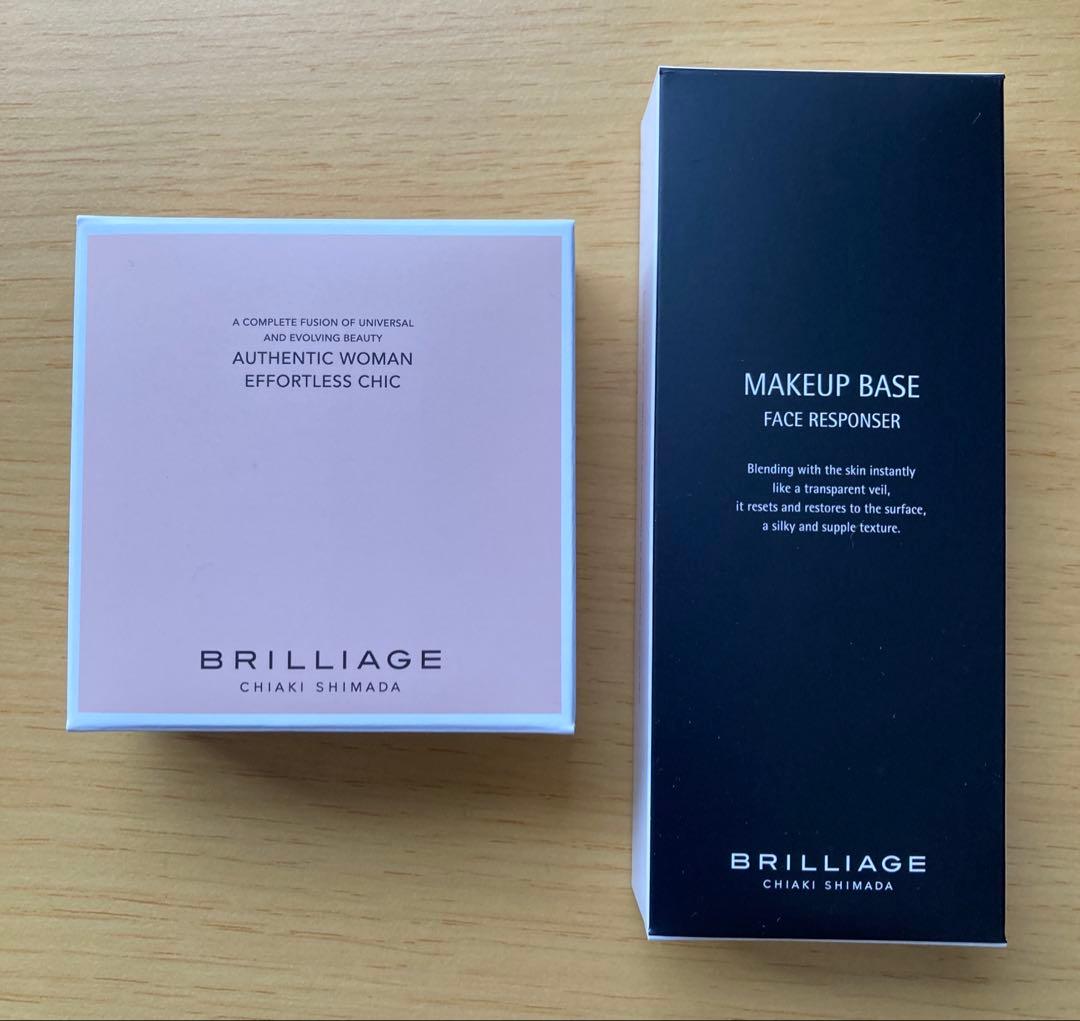 A COMPLETE FUSION OF UNIVERSAL
AND EVOLVING BEAUTY
AUTHENTIC WOMAN
EFFORTLESS CHIC
BRILLIAGE
CHIAKI SHIMADA
MAKEUP BASE
FACE RESPONSER
Blending with the skin instantly
like a transparent veil,
it resets and restores to the surface,
a silky and supple texture.
BRILLIAGE
CHIAKI SHIMADA